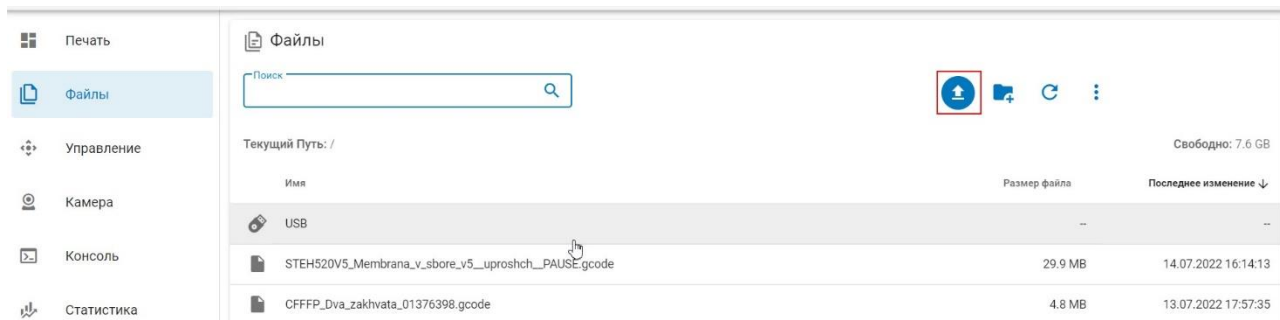 Печать
Файлы
Управление
Камера
Консоль
Статистика
Файлы
Поиск
Текущий Путь: /
Свободно: 7.6 GB
Имя Размер файла Последнее изменение
USB -- --
STEH520V5_Membrana_v_sbore_v5__uproshch__PAUSE.gcode 29.9 MB 14.07.2022 16:14:13
CFFFP_Dva_zakhvata_01376398.gcode 4.8 MB 13.07.2022 17:57:35